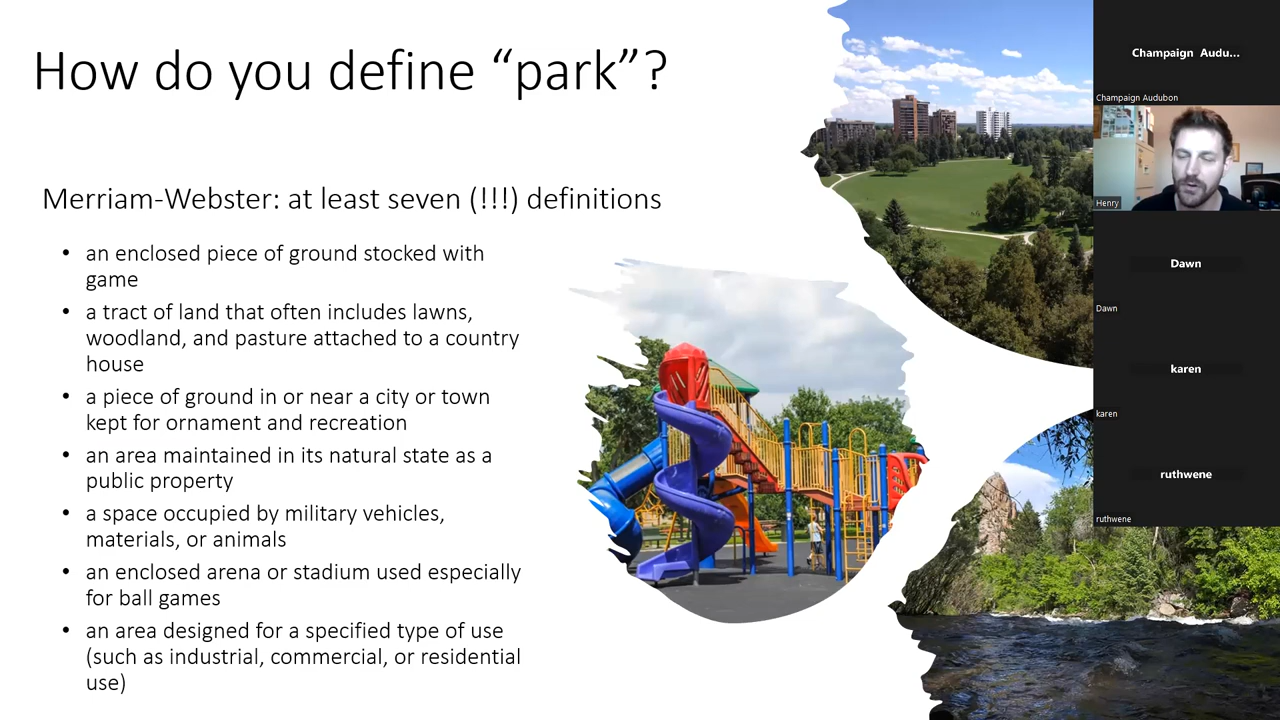 How do you define “park”?
Merriam-Webster: at least seven (!!!) definitions
• an enclosed piece of ground stocked with
game
• a tract of land that often includes lawns,
woodland, and pasture attached to a country
house
• a piece of ground in or near a city or town
kept for ornament and recreation
• an area maintained in its natural state as a
public property
• a space occupied by military vehicles,
materials, or animals
• an enclosed arena or stadium used especially
for ball games
• an area designed for a specified type of use
(such as industrial, commercial, or residential
use)
Champaign Audu...
Champaign Audubon
Henry
Dawn
Dawn
karen
karen
ruthwene
ruthwene